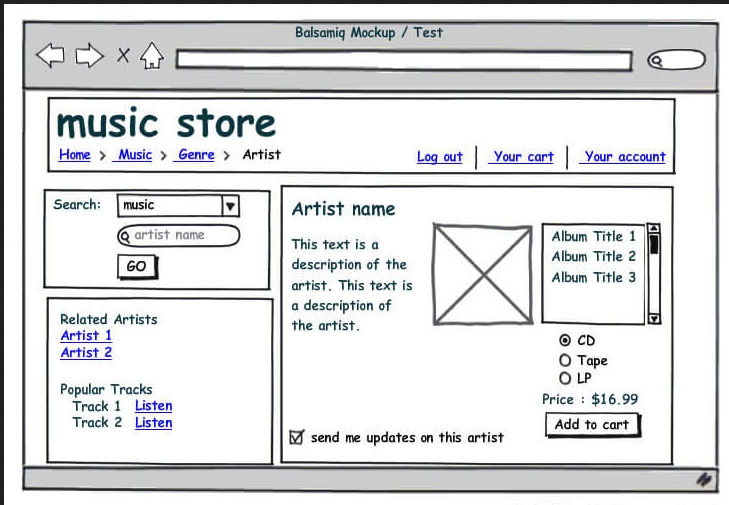 Balsamiq Mockup / Test
music store
Home > Music > Genre > Artist
Log out | Your cart | Your account
Search: music
artist name
GO
Related Artists
Artist 1
Artist 2
Popular Tracks
Track 1 Listen
Track 2 Listen
Artist name
This text is a
description of the
artist. This text is
a description of
the artist.
Album Title 1
Album Title 2
Album Title 3
CD
Tape
LP
Price : $16.99
Add to cart
send me updates on this artist